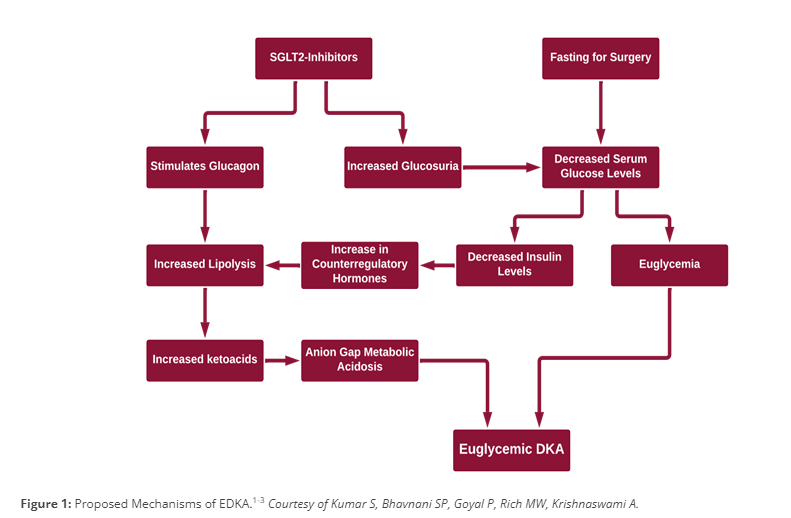 SGLT2-Inhibitors
Fasting for Surgery
Stimulates Glucagon
Increased Glucosuria
Decreased Serum
Glucose Levels
Increased Lipolysis
Increase in
Counterregulatory
Hormones
Decreased Insulin
Levels
Euglycemia
Increased ketoacids
Anion Gap Metabolic
Acidosis
Euglycemic DKA
Figure 1: Proposed Mechanisms of EDKA.1-3 Courtesy of Kumar S, Bhavnani SP, Goyal P, Rich MW, Krishnaswami A.